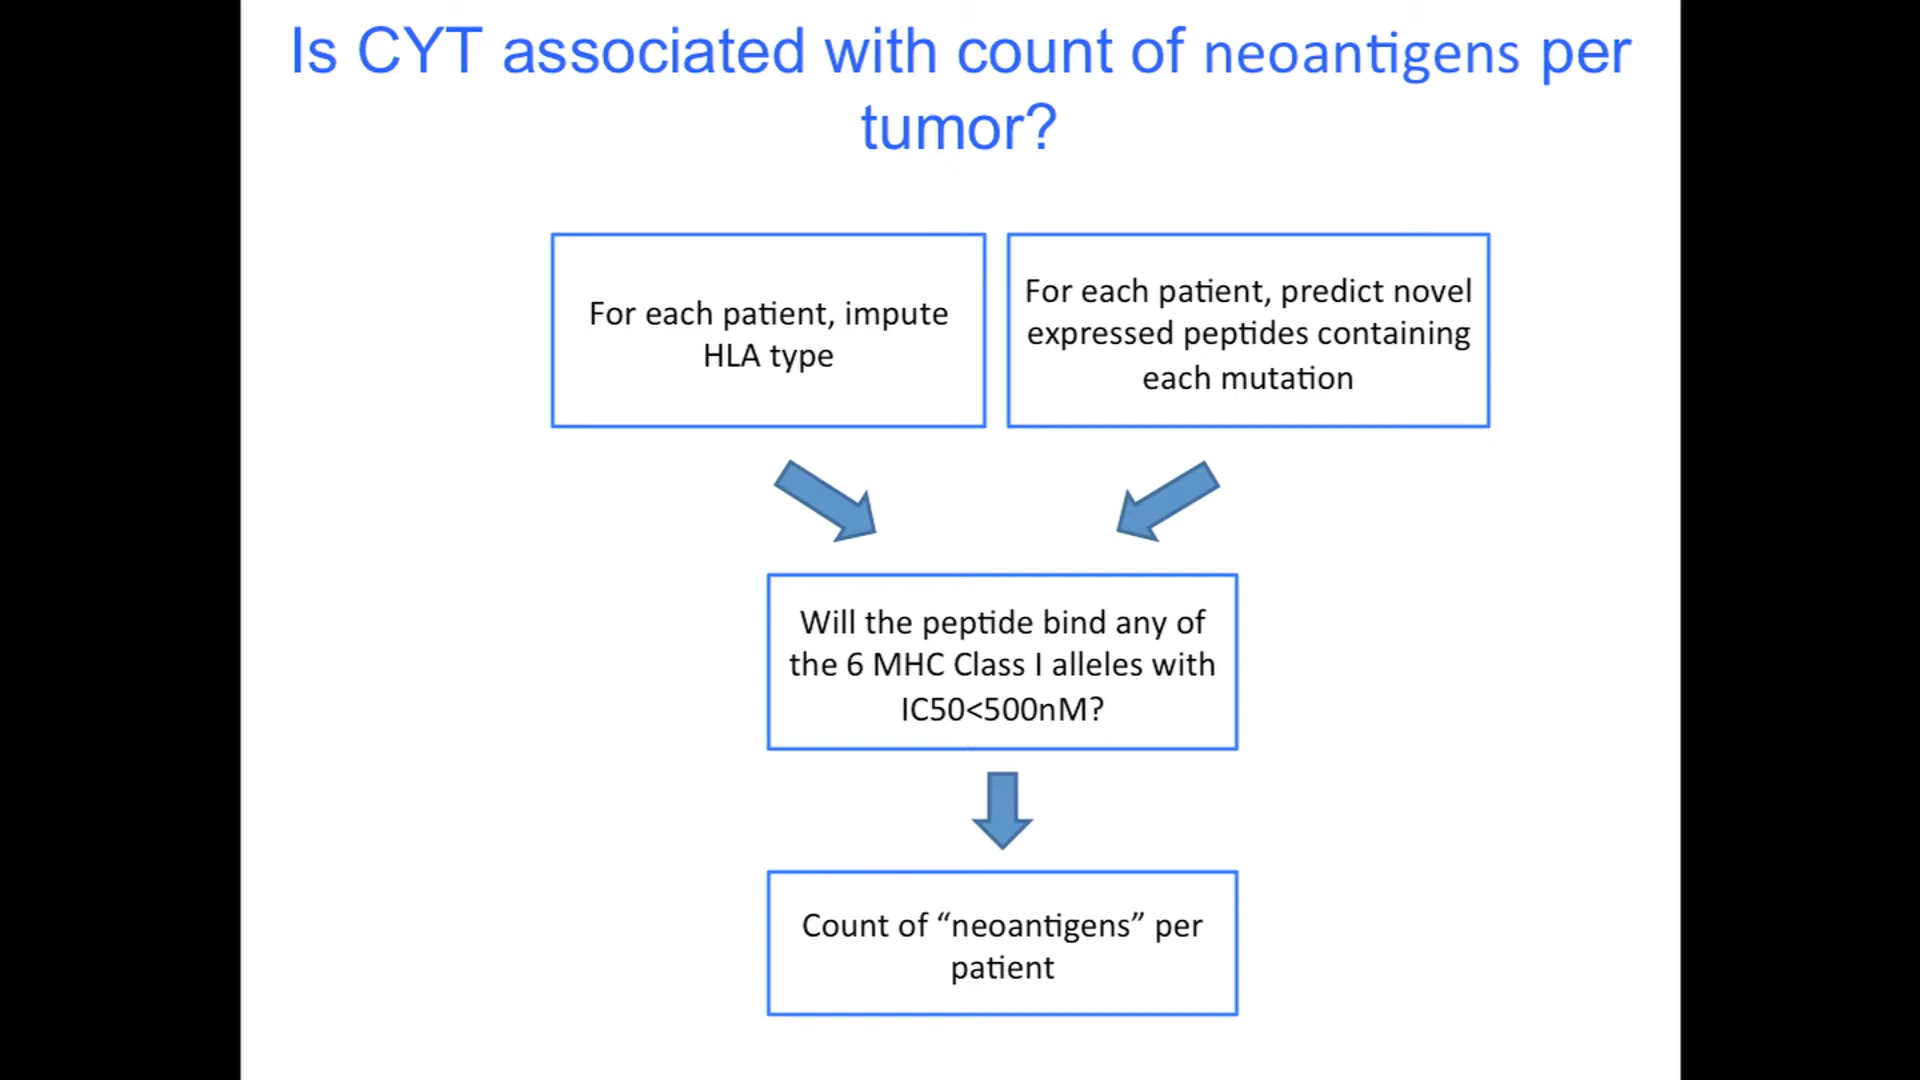 Is CYT associated with count of neoantigens per
tumor?
For each patient, impute
HLA type
For each patient, predict novel
expressed peptides containing
each mutation
Will the peptide bind any of
the 6 MHC Class I alleles with
IC50<500nM?
Count of “neoantigens” per
patient